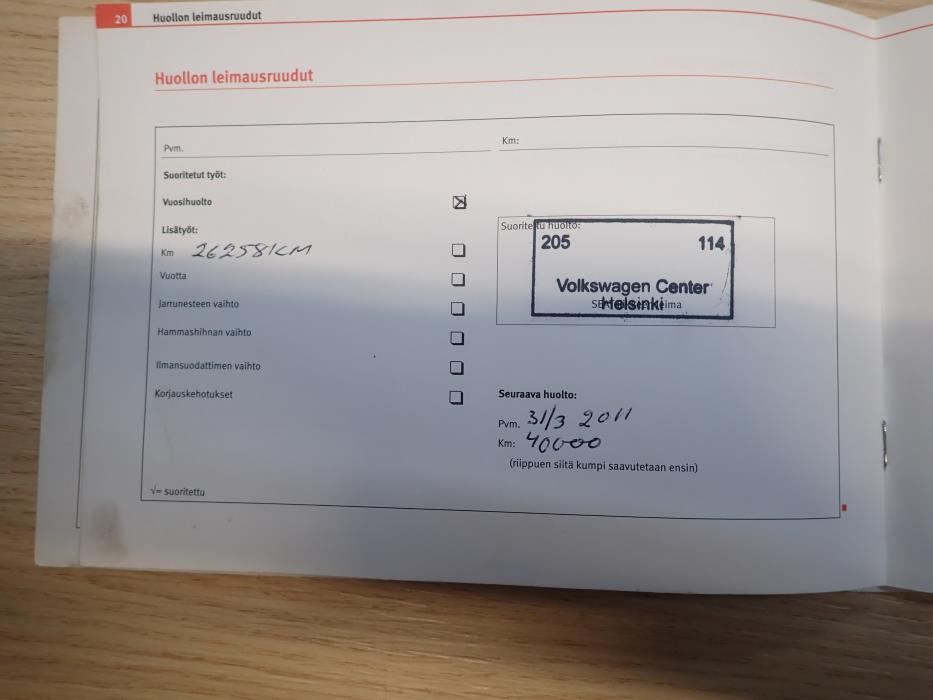 20 Huollon leimausruudut
Huollon leimausruudut
Pvm.
Km:
Suoritetut työt:
Vuosihuolto
Lisätyöt:
Km 26258KM
Vuotta
Jarrunesteen vaihto
Hammashihnan vaihto
Ilmansuodattimen vaihto
Korjauskehotukset
√= suoritettu
Suoritettu huolto:
205 114
Volkswagen Center
Helsinki
Seuraava huolto:
Pvm. 31/3 2011
Km: 40000
(riippuen siitä kumpi saavutetaan ensin)